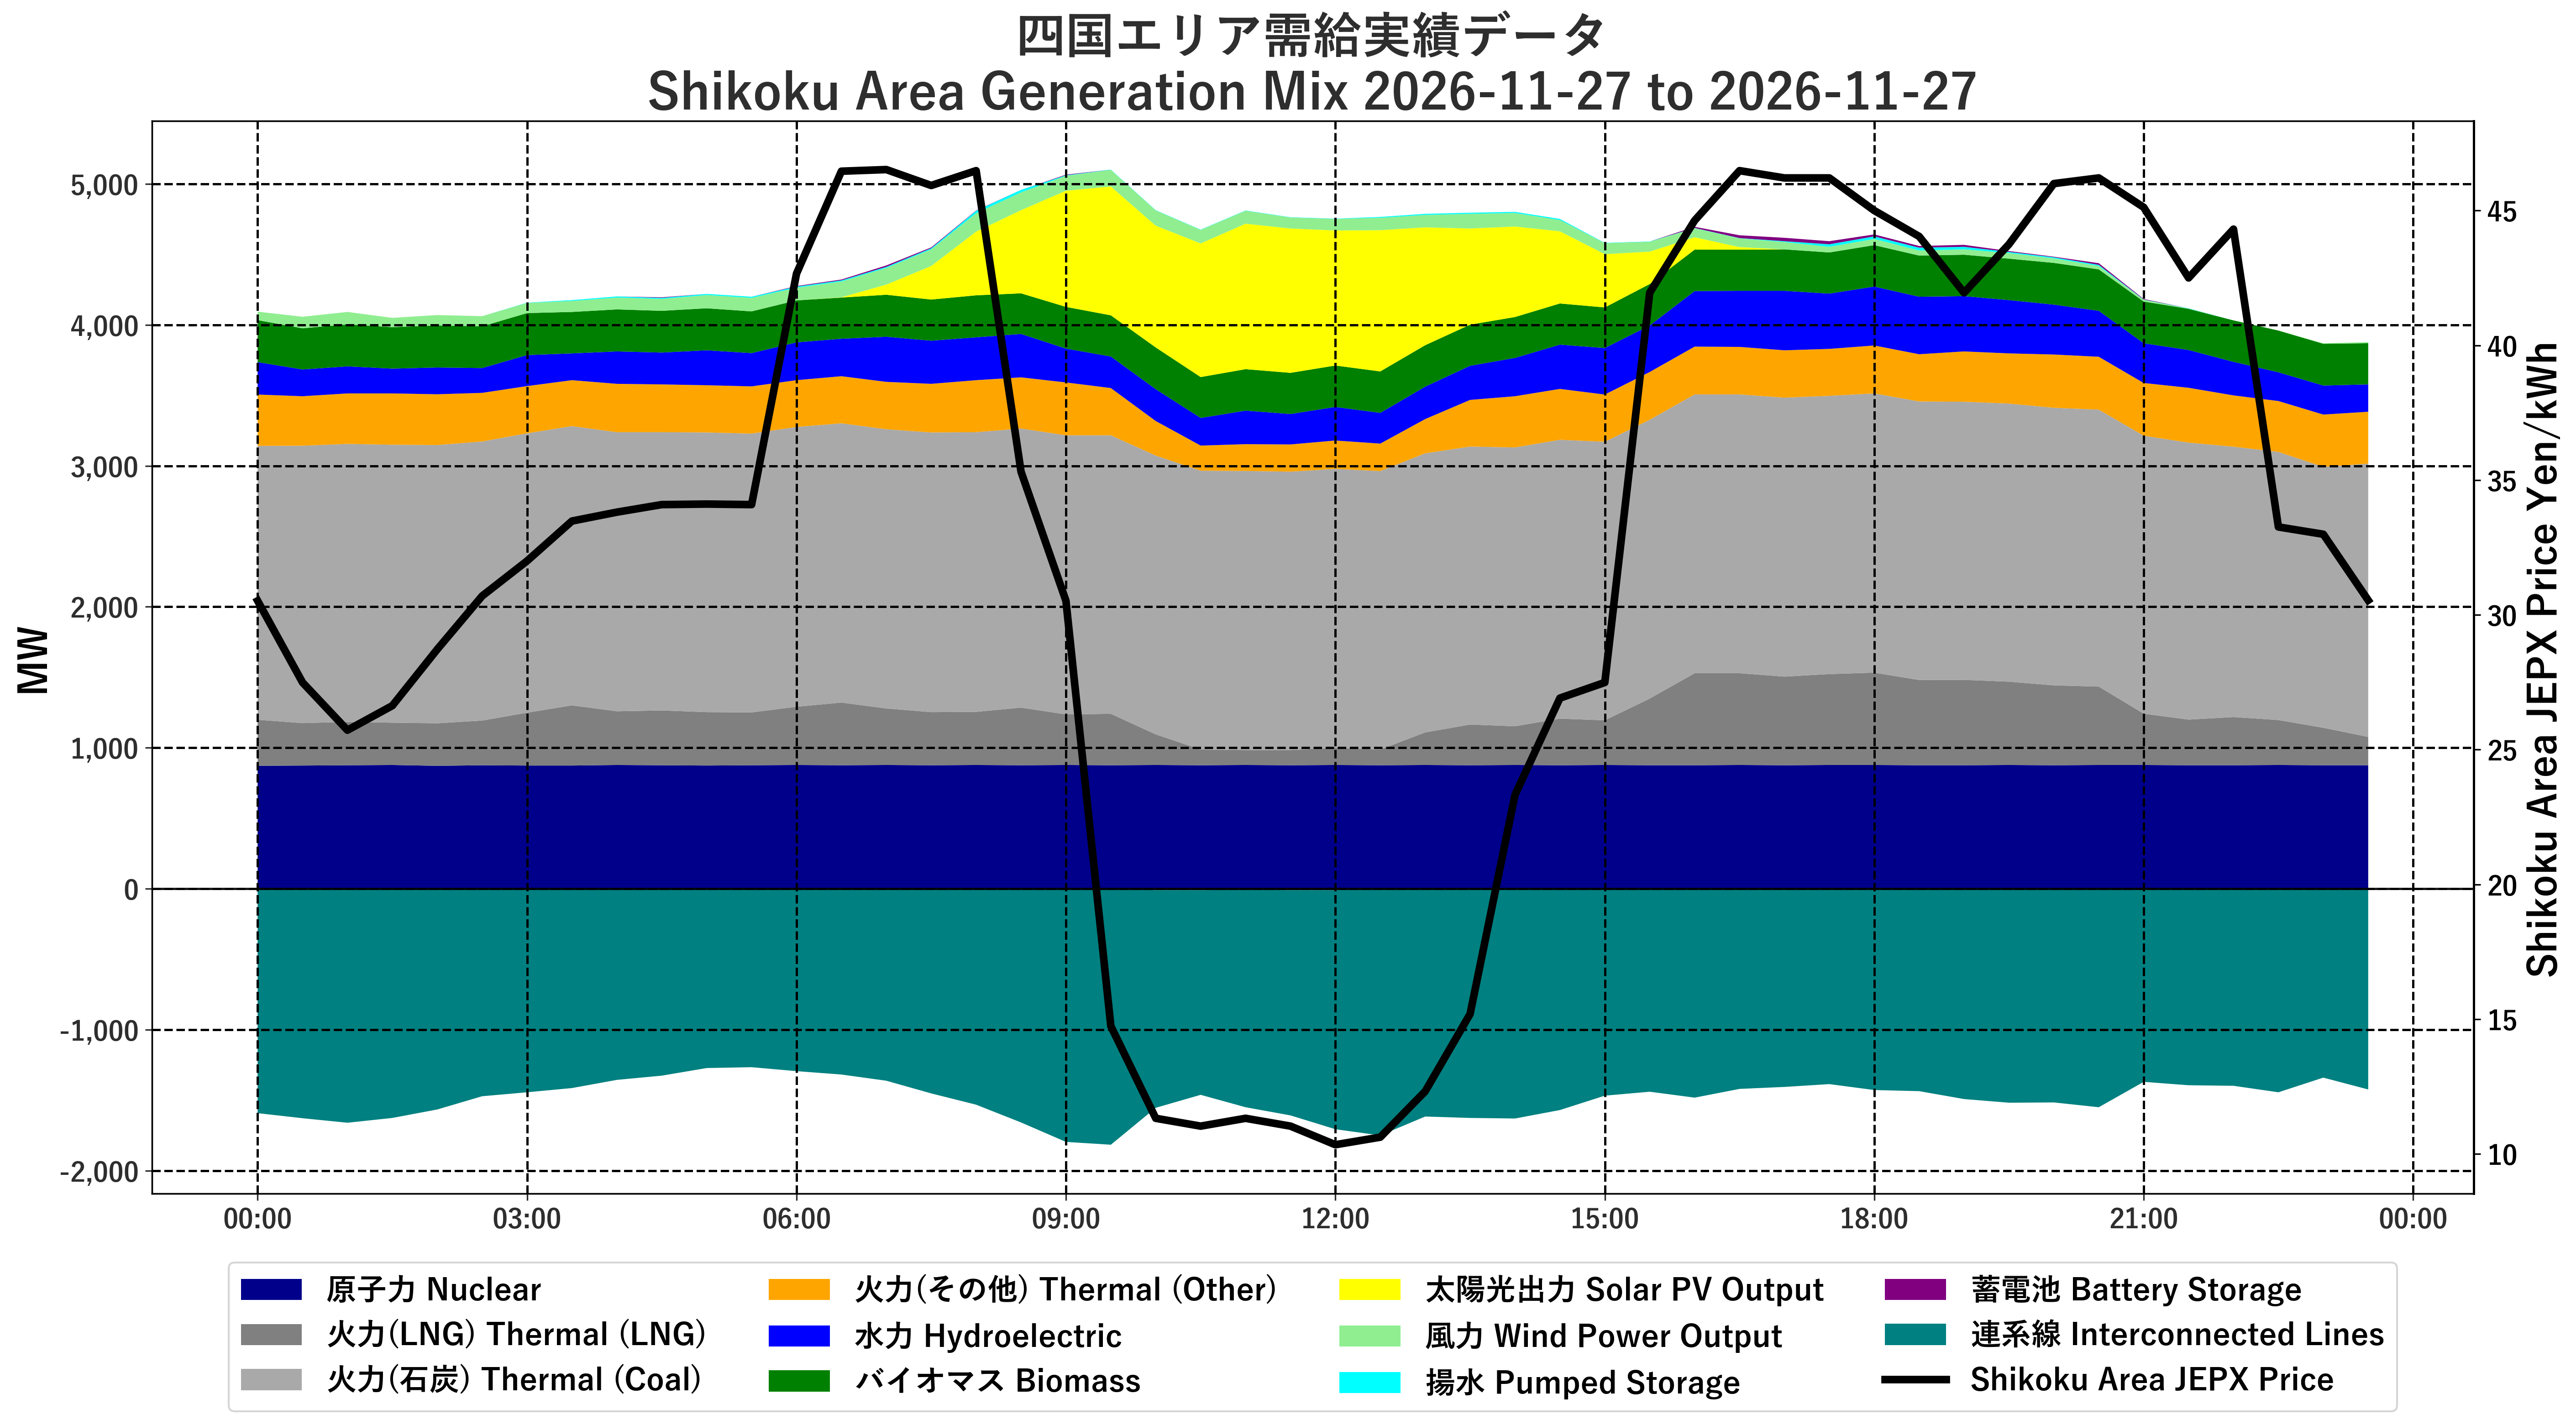 四国エリア需給実績データ
Shikoku Area Generation Mix 2026-11-27 to 2026-11-27
MW
5,000
4,000
3,000
2,000
1,000
0
-1,000
-2,000
45
40
35
30
25
20
15
10
Shikoku Area JEPX Price Yen/kWh
00:00 03:00 06:00 09:00 12:00 15:00 18:00 21:00 00:00
原子力 Nuclear
火力(LNG) Thermal (LNG)
火力(石炭) Thermal (Coal)
火力(その他) Thermal (Other)
水力 Hydroelectric
バイオマス Biomass
太陽光出力 Solar PV Output
風力 Wind Power Output
揚水 Pumped Storage
蓄電池 Battery Storage
連系線 Interconnected Lines
Shikoku Area JEPX Price